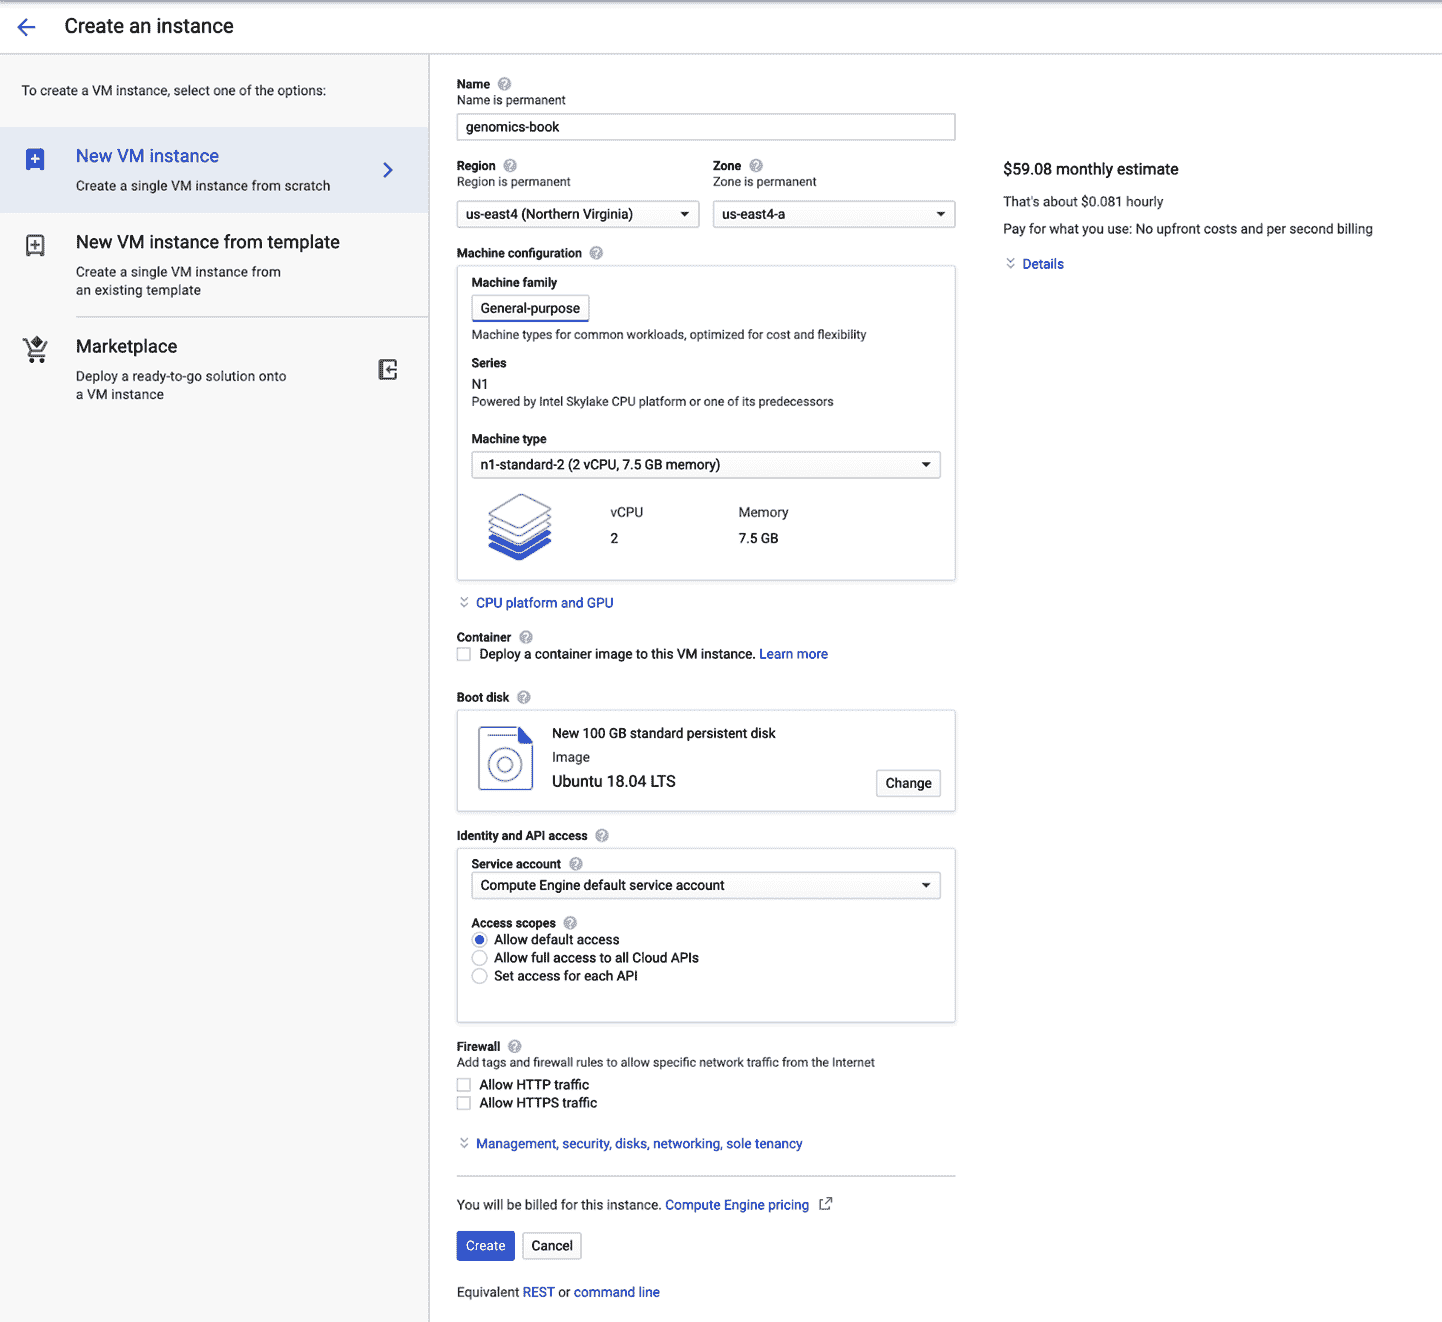 Create an instance
To create a VM instance, select one of the options:
New VM instance
Create a single VM instance from scratch
New VM instance from template
Create a single VM instance from
an existing template
Marketplace
Deploy a ready-to-go solution onto
a VM instance
Name
Name is permanent
genomics-book
Region
Region is permanent
us-east4 (Northern Virginia)
Zone
Zone is permanent
us-east4-a
Machine configuration
Machine family
General-purpose
Machine types for common workloads, optimized for cost and flexibility
Series
N1
Powered by Intel Skylake CPU platform or one of its predecessors
Machine type
n1-standard-2 (2 vCPU, 7.5 GB memory)
vCPU
2
Memory
7.5 GB
CPU platform and GPU
Container
Deploy a container image to this VM instance. Learn more
Boot disk
New 100 GB standard persistent disk
Image
Ubuntu 18.04 LTS
Change
Identity and API access
Service account
Compute Engine default service account
Access scopes
Allow default access
Allow full access to all Cloud APIs
Set access for each API
Firewall
Add tags and firewall rules to allow specific network traffic from the Internet
Allow HTTP traffic
Allow HTTPS traffic
Management, security, disks, networking, sole tenancy
You will be billed for this instance. Compute Engine pricing
Create
Cancel
Equivalent REST or command line
$59.08 monthly estimate
That's about $0.081 hourly
Pay for what you use: No upfront costs and per second billing
Details